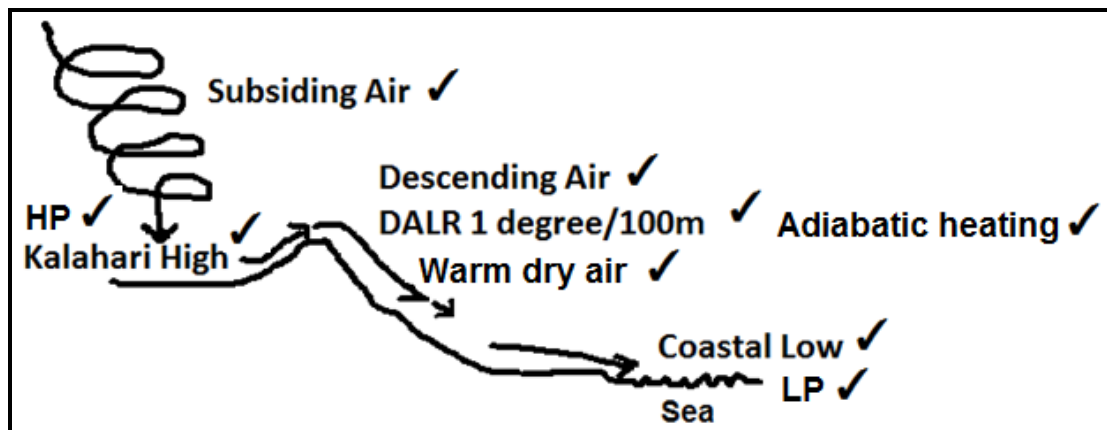 Subsiding Air ✓
Descending Air ✓
HP ✓
DALR 1 degree/100m ✓ Adiabatic heating ✓
Kalahari High ✓
Warm dry air ✓
Coastal Low ✓
LP ✓
Sea